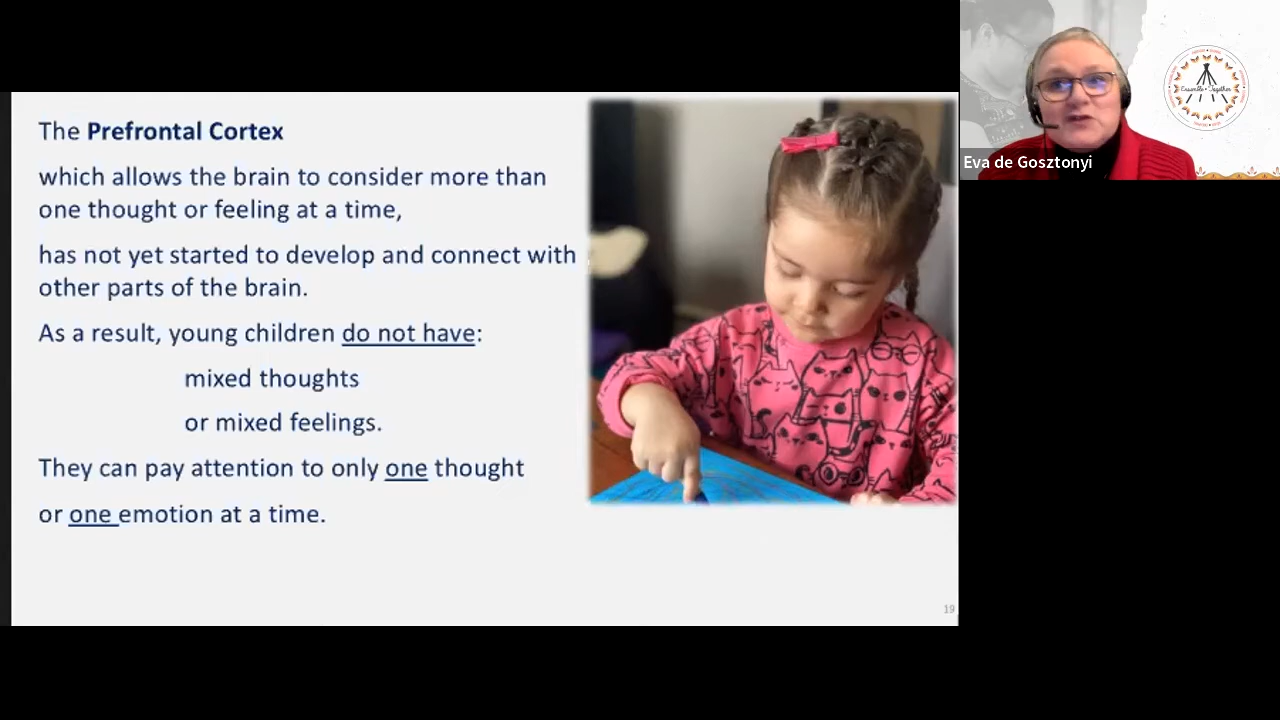 The Prefrontal Cortex
which allows the brain to consider more than
one thought or feeling at a time,
has not yet started to develop and connect with
other parts of the brain.
As a result, young children do not have:
mixed thoughts
or mixed feelings.
They can pay attention to only one thought
or one emotion at a time.
19
Eva de Gosztonyi
Ensemble • Together